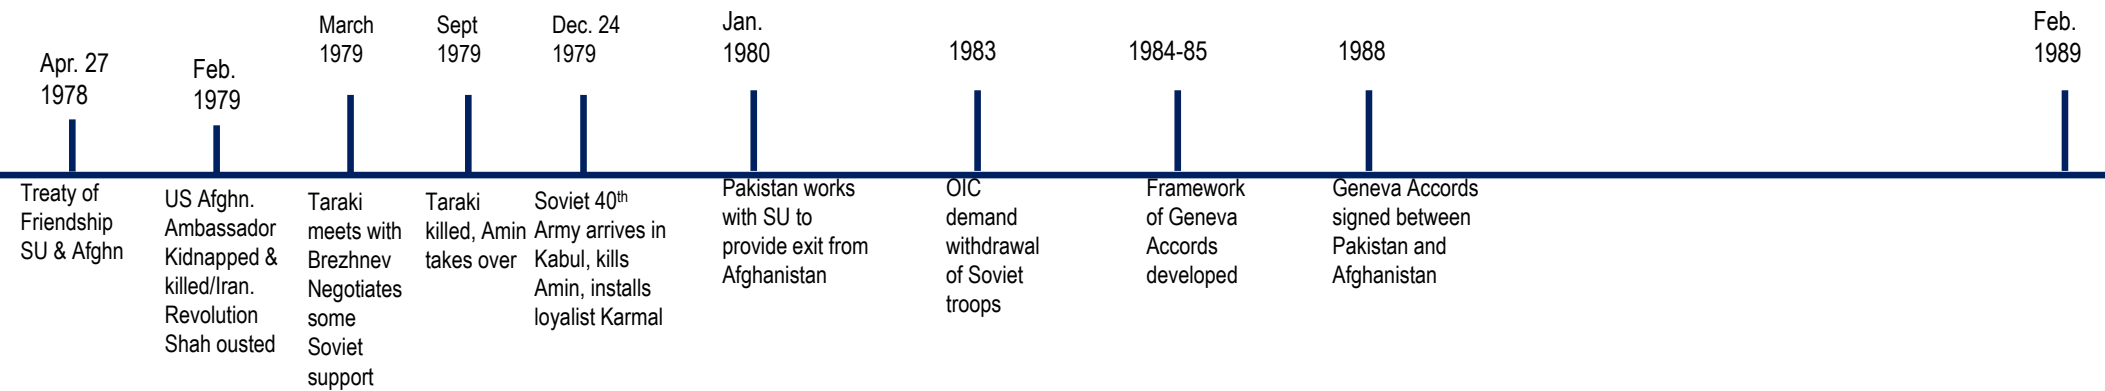 Apr. 27
1978
Treaty of
Friendship
SU & Afghn
Feb.
1979
US Afghn.
Ambassador
Kidnapped &
killed/Iran.
Revolution
Shah ousted
March
1979
Taraki
meets with
Brezhnev
Negotiates
some
Soviet
support
Sept
1979
Taraki
killed, Amin
takes over
Dec. 24
1979
Soviet 40th
Army arrives in
Kabul, kills
Amin, installs
loyalist Karmal
Jan.
1980
Pakistan works
with SU to
provide exit from
Afghanistan
1983
OIC
demand
withdrawal
of Soviet
troops
1984-85
Framework
of Geneva
Accords
developed
1988
Geneva Accords
signed between
Pakistan and
Afghanistan
Feb.
1989